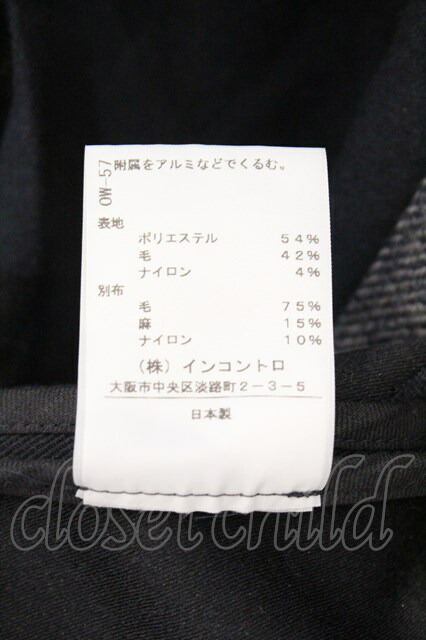 OW-57
附属をアルミなどでくるむ。
表地
ポリエステル 54%
毛 42%
ナイロン 4%
別布
毛 75%
麻 15%
ナイロン 10%
(株)インコントロ
大阪市中央区淡路町2-3-5
日本製
closet child